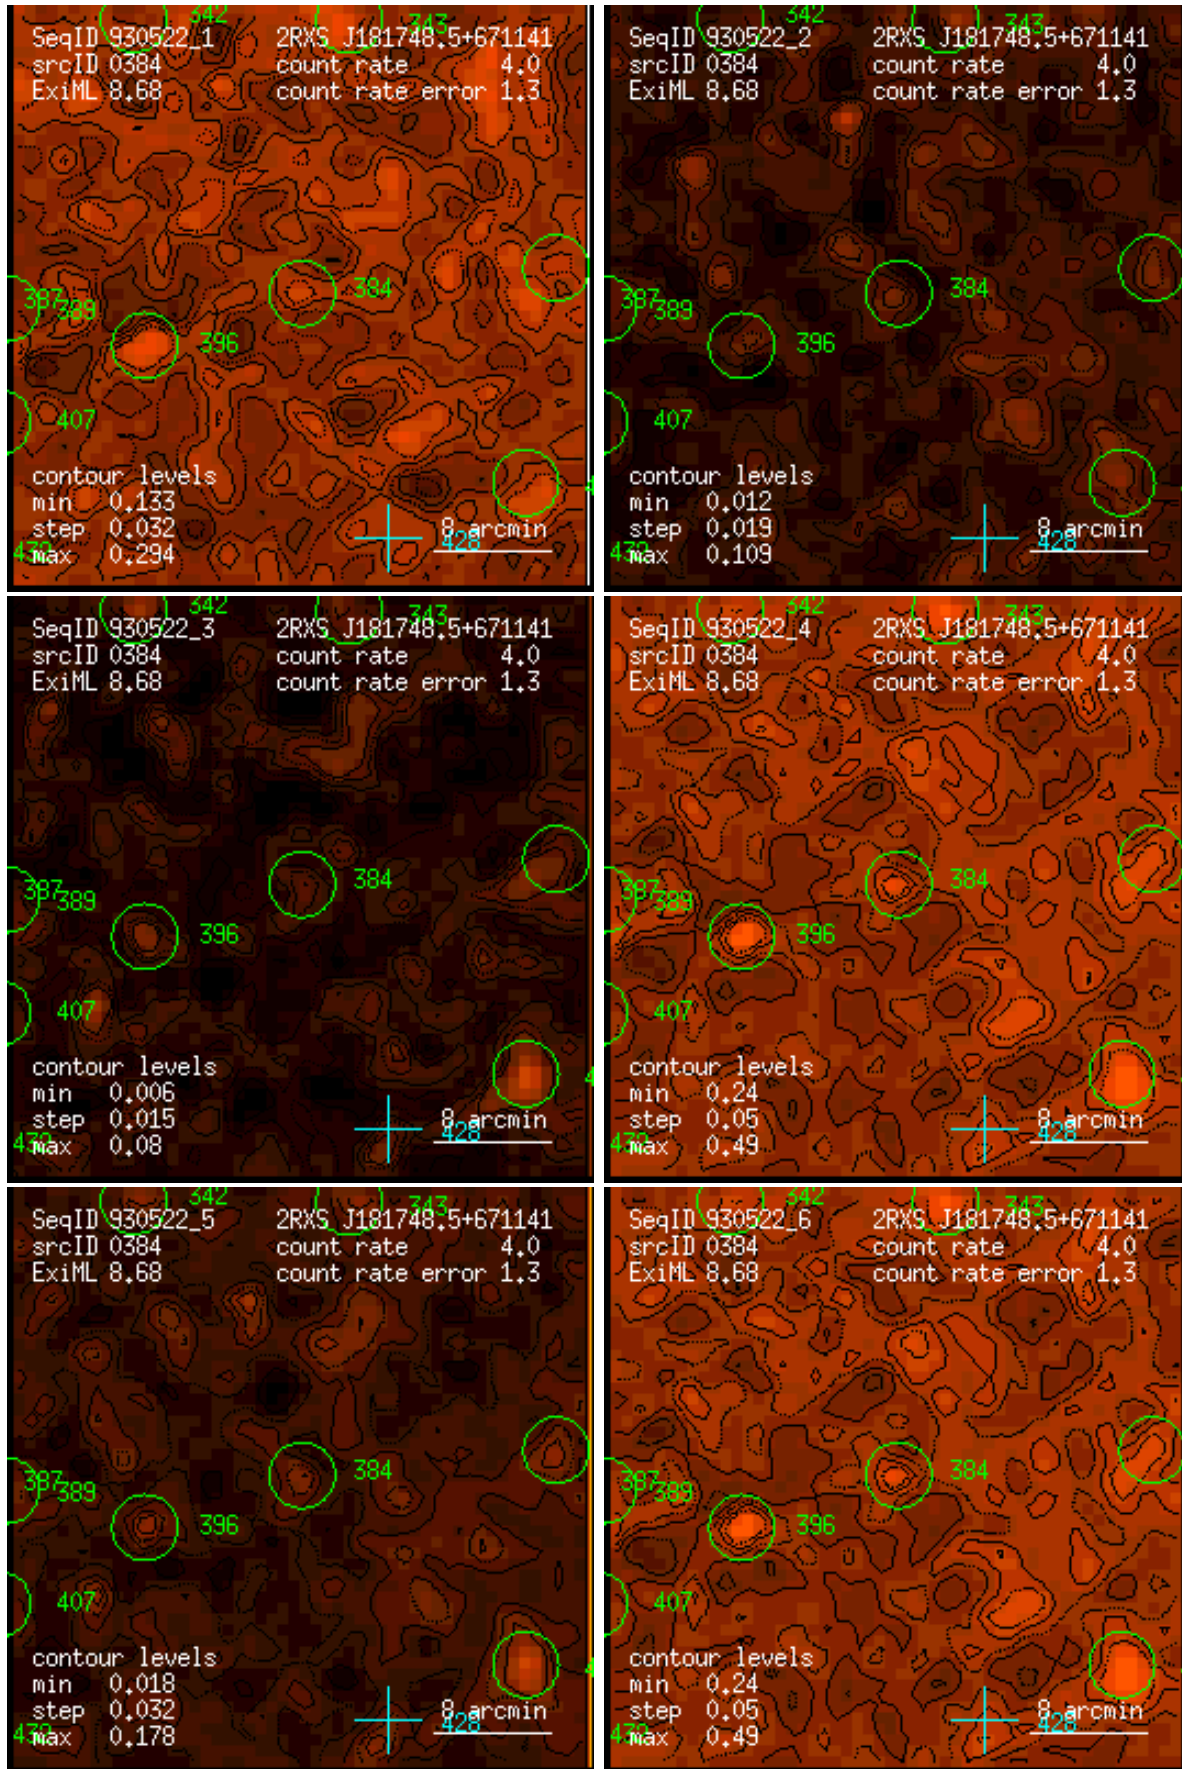 342 343
SeqID 930522_1 2RXS J181748.5+671141
srcID 0384 count rate 4.0
ExiML 8.68 count rate error 1.3
384
387 389
396
407
contour levels
min 0.133
step 0.032 8 arcmin
428
max 0.294
342 343
SeqID 930522_2 2RXS J181748.5+671141
srcID 0384 count rate 4.0
ExiML 8.68 count rate error 1.3
384
387 389
396
407
contour levels
min 0.012
step 0.019 8 arcmin
428
max 0.109
342 343
SeqID 930522_3 2RXS J181748.5+671141
srcID 0384 count rate 4.0
ExiML 8.68 count rate error 1.3
384
387 389
396
407
contour levels
min 0.006
step 0.015 8 arcmin
428
max 0.08
342 343
SeqID 930522_4 2RXS J181748.5+671141
srcID 0384 count rate 4.0
ExiML 8.68 count rate error 1.3
384
387 389
396
407
contour levels
min 0.24
step 0.05 8 arcmin
428
max 0.49
342 343
SeqID 930522_5 2RXS J181748.5+671141
srcID 0384 count rate 4.0
ExiML 8.68 count rate error 1.3
384
387 389
396
407
contour levels
min 0.018
step 0.032 8 arcmin
428
max 0.178
342 343
SeqID 930522_6 2RXS J181748.5+671141
srcID 0384 count rate 4.0
ExiML 8.68 count rate error 1.3
384
387 389
396
407
contour levels
min 0.24
step 0.05 8 arcmin
428
max 0.49